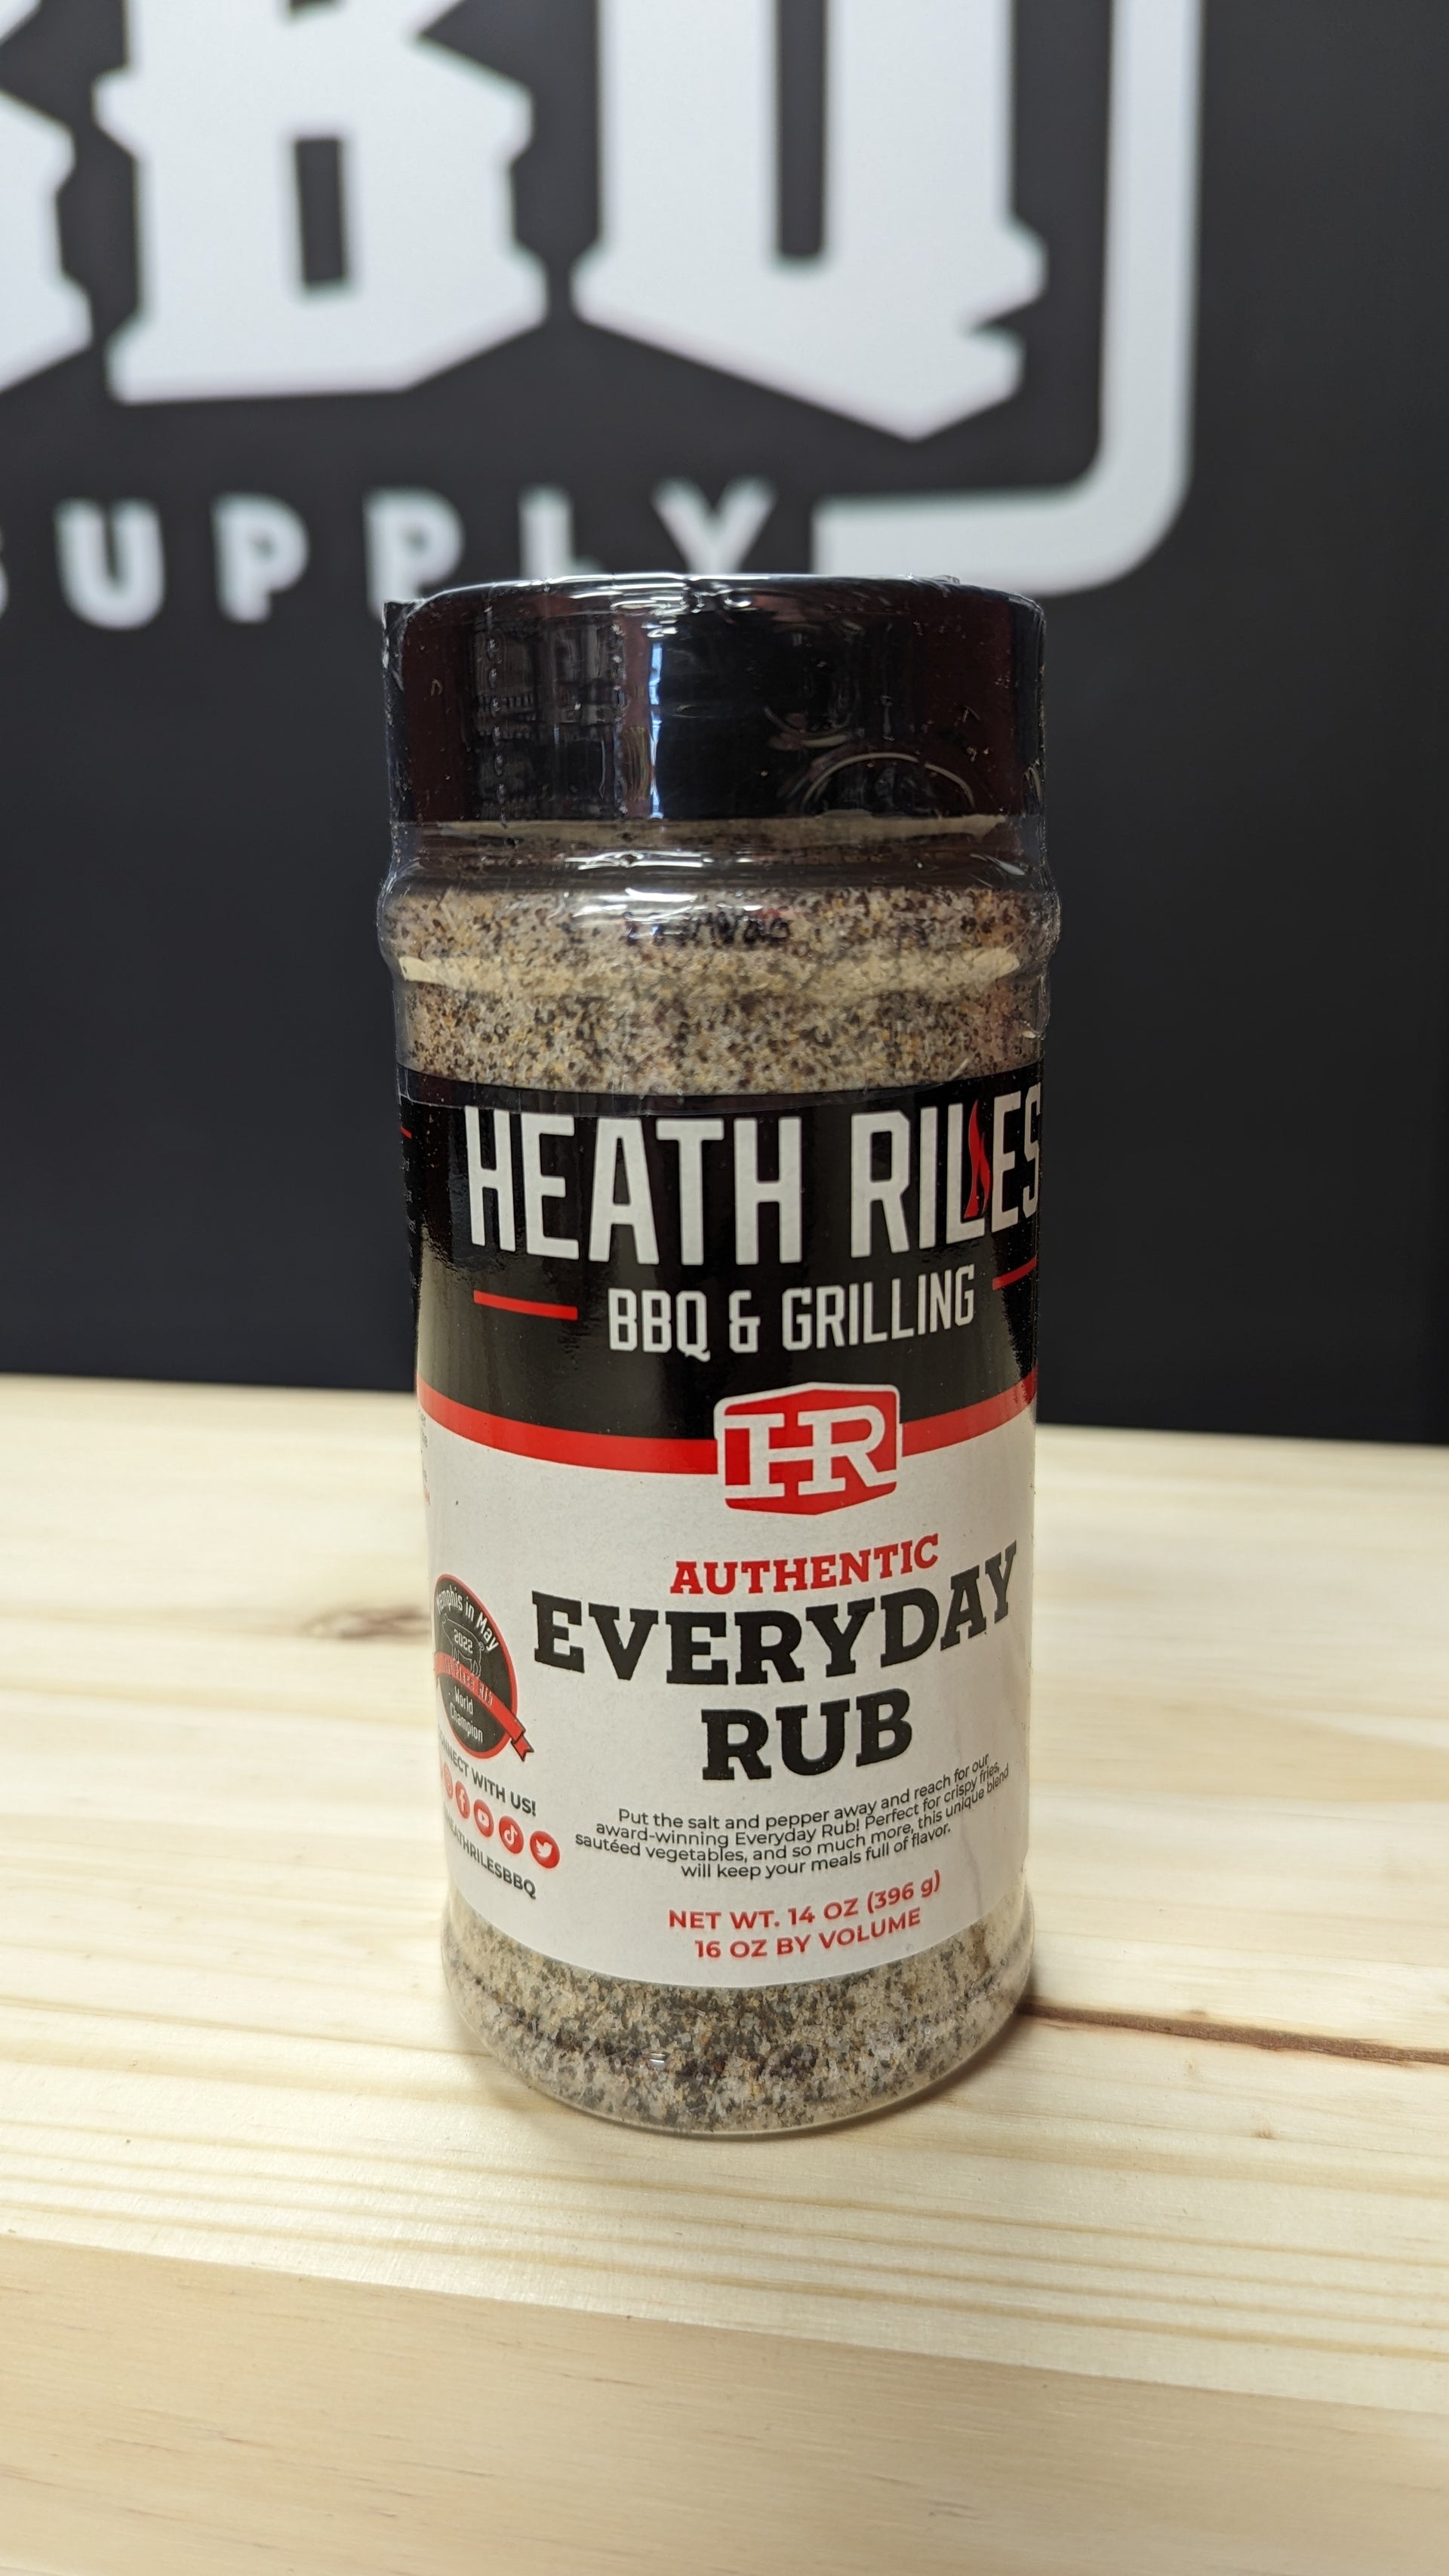 BBQ
SUPPLY
HEATH RILES
BBQ & GRILLING
HR
AUTHENTIC
EVERYDAY
RUB
Put the salt and pepper away and reach for our
award-winning Everyday Rub! Perfect for crispy fries,
sautéed vegetables, and so much more, this unique blend
will keep your meals full of flavor.
NET WT. 14 OZ (396 g)
16 OZ BY VOLUME
Memphis in May
2022
World
Champion
CONNECT WITH US!
HEATHRILESBBQ